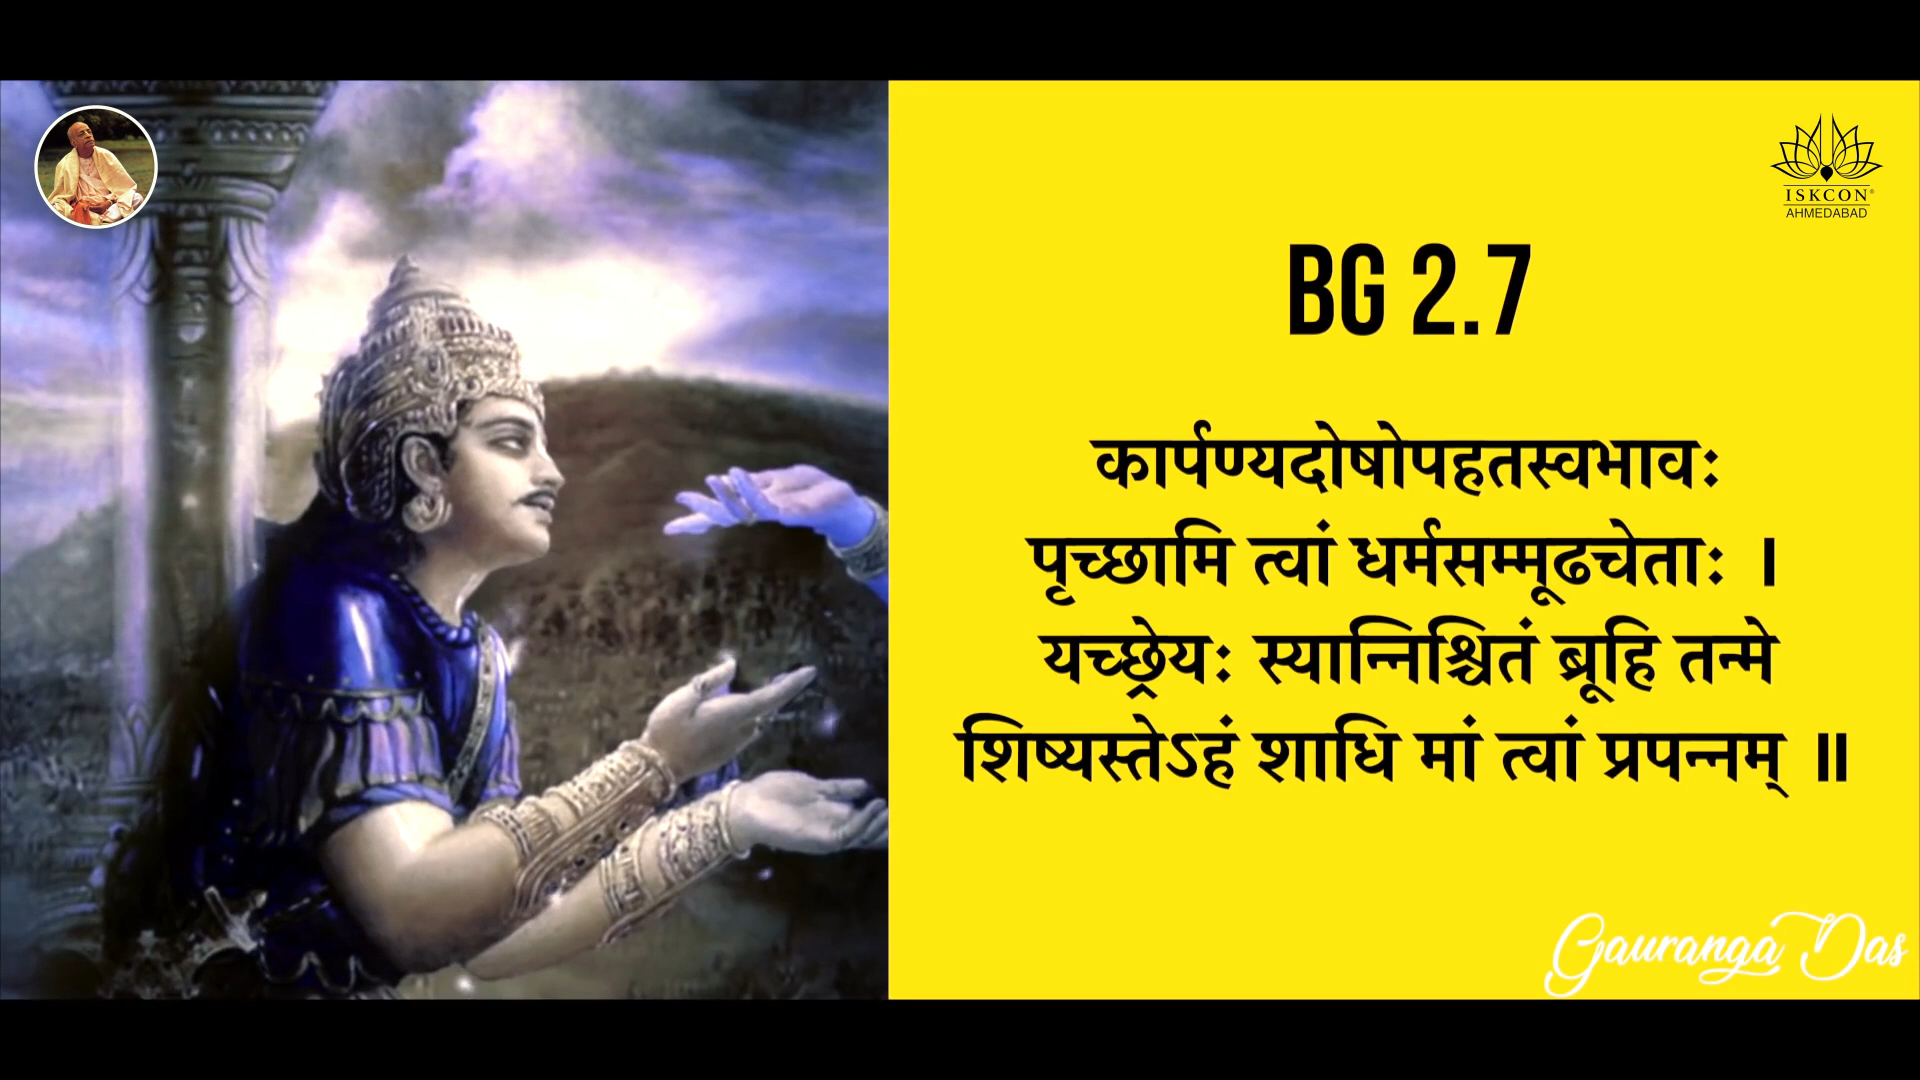 ISKCON®
AHMEDABAD
BG 2.7
कार्पण्यदोषोपहतस्वभावः
पृच्छामि त्वां धर्मसम्मूढचेताः ।
यच्छ्रेयः स्यान्निश्चितं ब्रूहि तन्मे
शिष्यस्तेऽहं शाधि मां त्वां प्रपन्नम् ॥
Gauranga Das